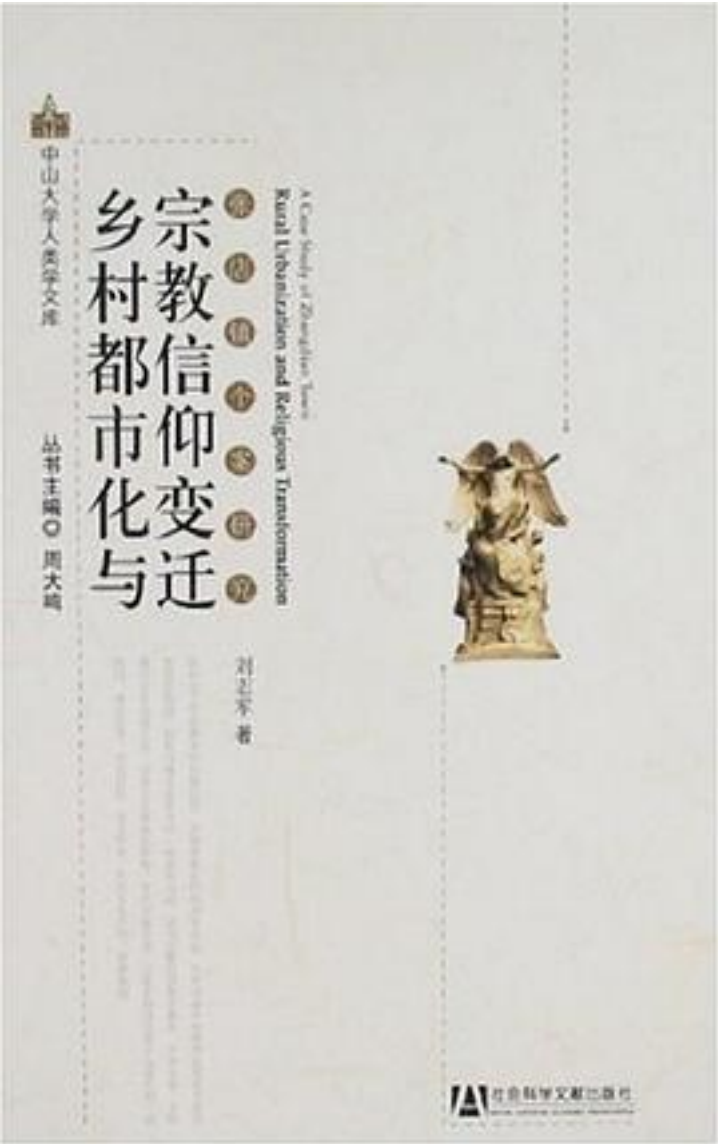 中山大学人类学文库
丛书主编◎周大鸣
乡村都市化与
宗教信仰变迁
张店镇个案研究
Rural Urbanization and Religious Transformation
A Case Study of Zhangdian Town
刘志军 著
社会科学文献出版社